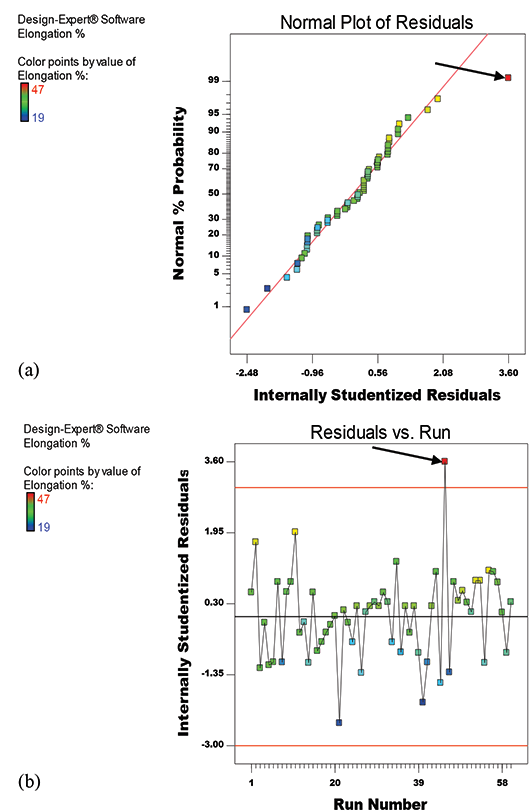 Design-Expert® Software
Elongation %
Color points by value of
Elongation %:
47
19
Normal Plot of Residuals
Normal % Probability
99
95
90
80
70
50
30
20
10
5
1
-2.48
-0.96
0.56
2.08
3.60
Internally Studentized Residuals
(a)
Design-Expert® Software
Elongation %
Color points by value of
Elongation %:
47
19
Residuals vs. Run
Internally Studentized Residuals
3.60
1.95
0.30
-1.35
-3.00
1
20
39
58
Run Number
(b)